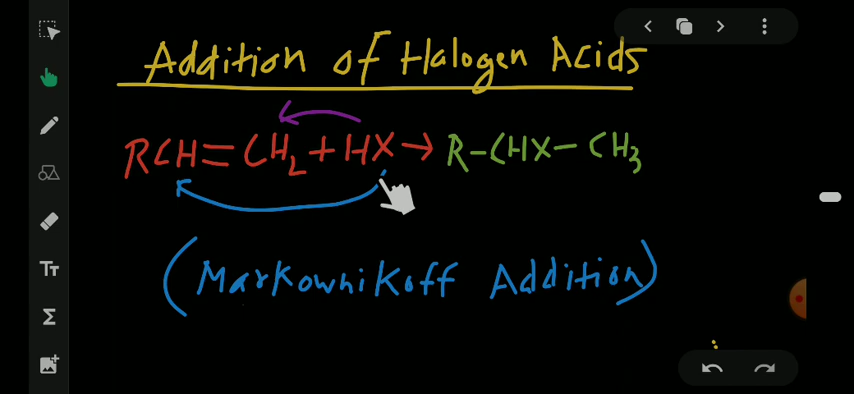 Addition of Halogen Acids
RCH=CH₂+HX→R-CHX-CH₃
(Markownikoff Addition)